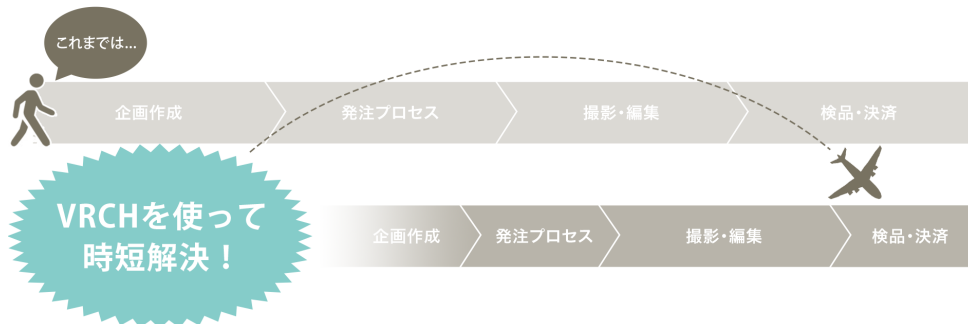 これまでは...
企画作成
発注プロセス
撮影・編集
検品・決済
VRCHを使って
時短解決！
企画作成
発注プロセス
撮影・編集
検品・決済